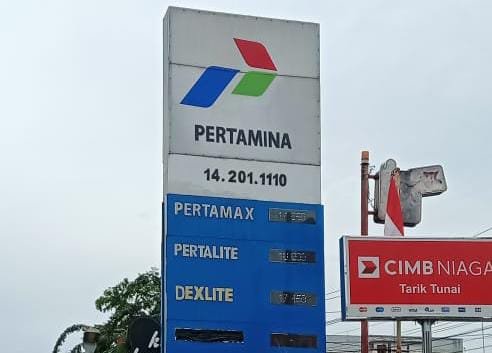 PERTAMINA
14.201.1110
PERTAMAX
PERTALITE
DEXLITE
CIMB NIAGA
Tarik Tunai